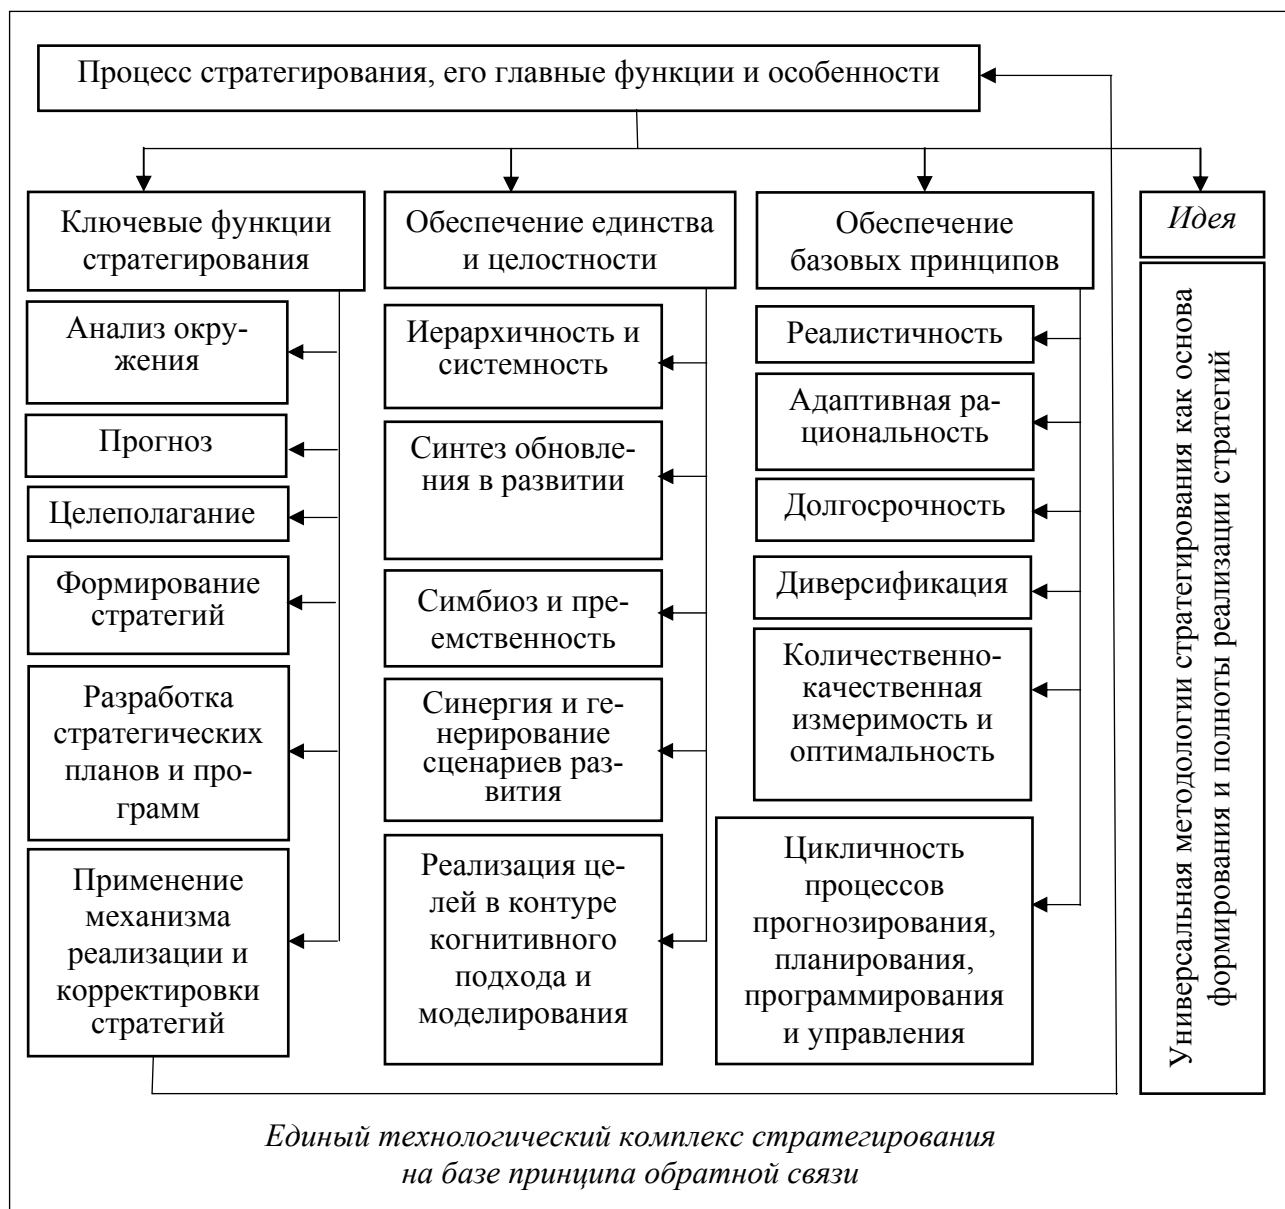 Процесс стратегирования, его главные функции и особенности
Ключевые функции
стратегирования
Анализ окру-
жения
Прогноз
Целеполагание
Формирование
стратегий
Разработка
стратегических
планов и про-
грамм
Применение
механизма
реализации и
корректировки
стратегий
Обеспечение единства
и целостности
Иерархичность и
системность
Синтез обновле-
ния в развитии
Симбиоз и пре-
емственность
Синергия и ге-
нерирование
сценариев раз-
вития
Реализация це-
лей в контуре
когнитивного
подхода и
моделирования
Обеспечение
базовых принципов
Реалистичность
Адаптивная ра-
циональность
Долгосрочность
Диверсификация
Количественно-
качественная
измеримость и
оптимальность
Цикличность
процессов
прогнозирования,
планирования,
программирования
и управления
Идея
Универсальная методологии стратегирования как основа
формирования и полноты реализации стратегий
Единый технологический комплекс стратегирования
на базе принципа обратной связи